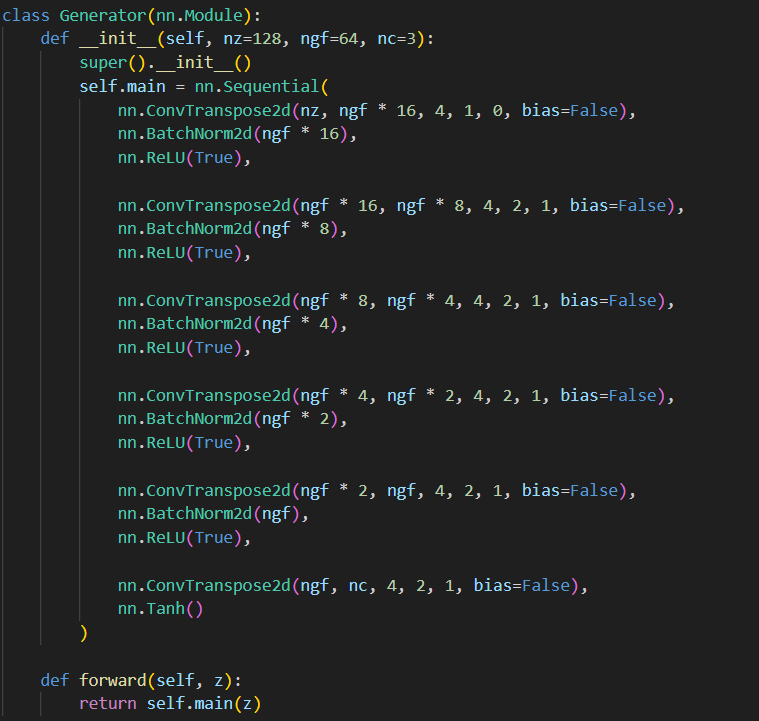 class Generator(nn.Module):
    def __init__(self, nz=128, ngf=64, nc=3):
        super().__init__()
        self.main = nn.Sequential(
            nn.ConvTranspose2d(nz, ngf * 16, 4, 1, 0, bias=False),
            nn.BatchNorm2d(ngf * 16),
            nn.ReLU(True),

            nn.ConvTranspose2d(ngf * 16, ngf * 8, 4, 2, 1, bias=False),
            nn.BatchNorm2d(ngf * 8),
            nn.ReLU(True),

            nn.ConvTranspose2d(ngf * 8, ngf * 4, 4, 2, 1, bias=False),
            nn.BatchNorm2d(ngf * 4),
            nn.ReLU(True),

            nn.ConvTranspose2d(ngf * 4, ngf * 2, 4, 2, 1, bias=False),
            nn.BatchNorm2d(ngf * 2),
            nn.ReLU(True),

            nn.ConvTranspose2d(ngf * 2, ngf, 4, 2, 1, bias=False),
            nn.BatchNorm2d(ngf),
            nn.ReLU(True),

            nn.ConvTranspose2d(ngf, nc, 4, 2, 1, bias=False),
            nn.Tanh()
        )

    def forward(self, z):
        return self.main(z)